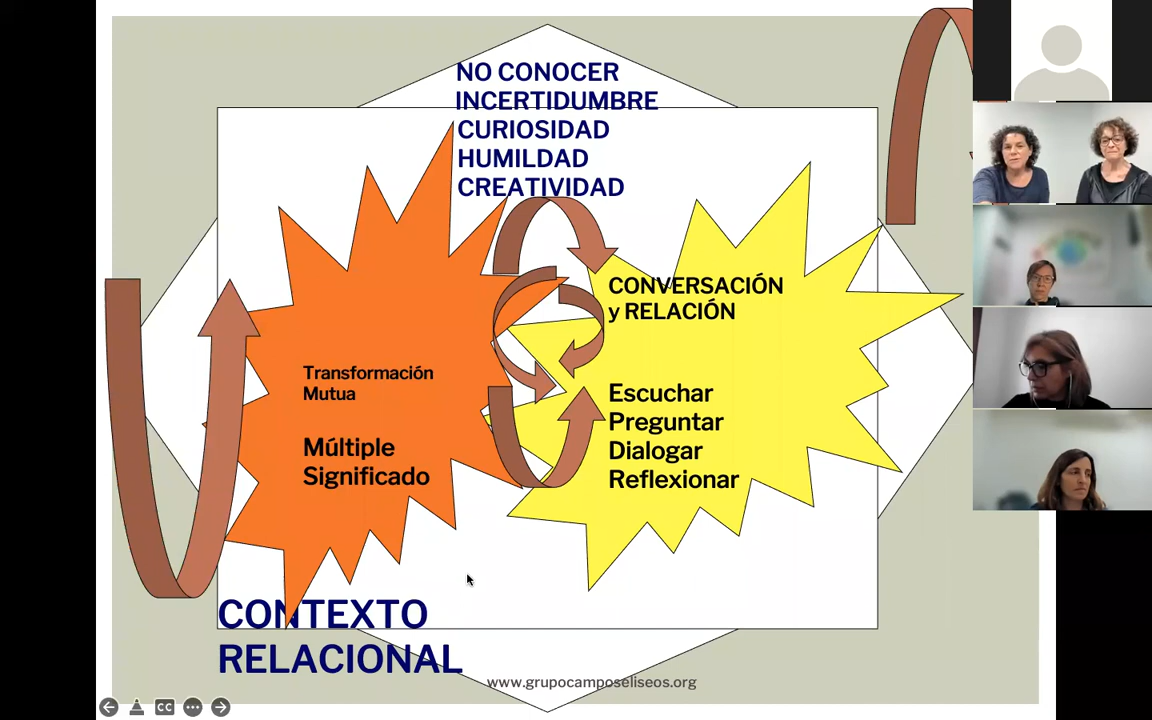 NO CONOCER
INCERTIDUMBRE
CURIOSIDAD
HUMILDAD
CREATIVIDAD
CONVERSACIÓN
y RELACIÓN
Transformación
Mutua
Múltiple
Significado
Escuchar
Preguntar
Dialogar
Reflexionar
CONTEXTO
RELACIONAL
www.grupocamposeliseos.org
CC